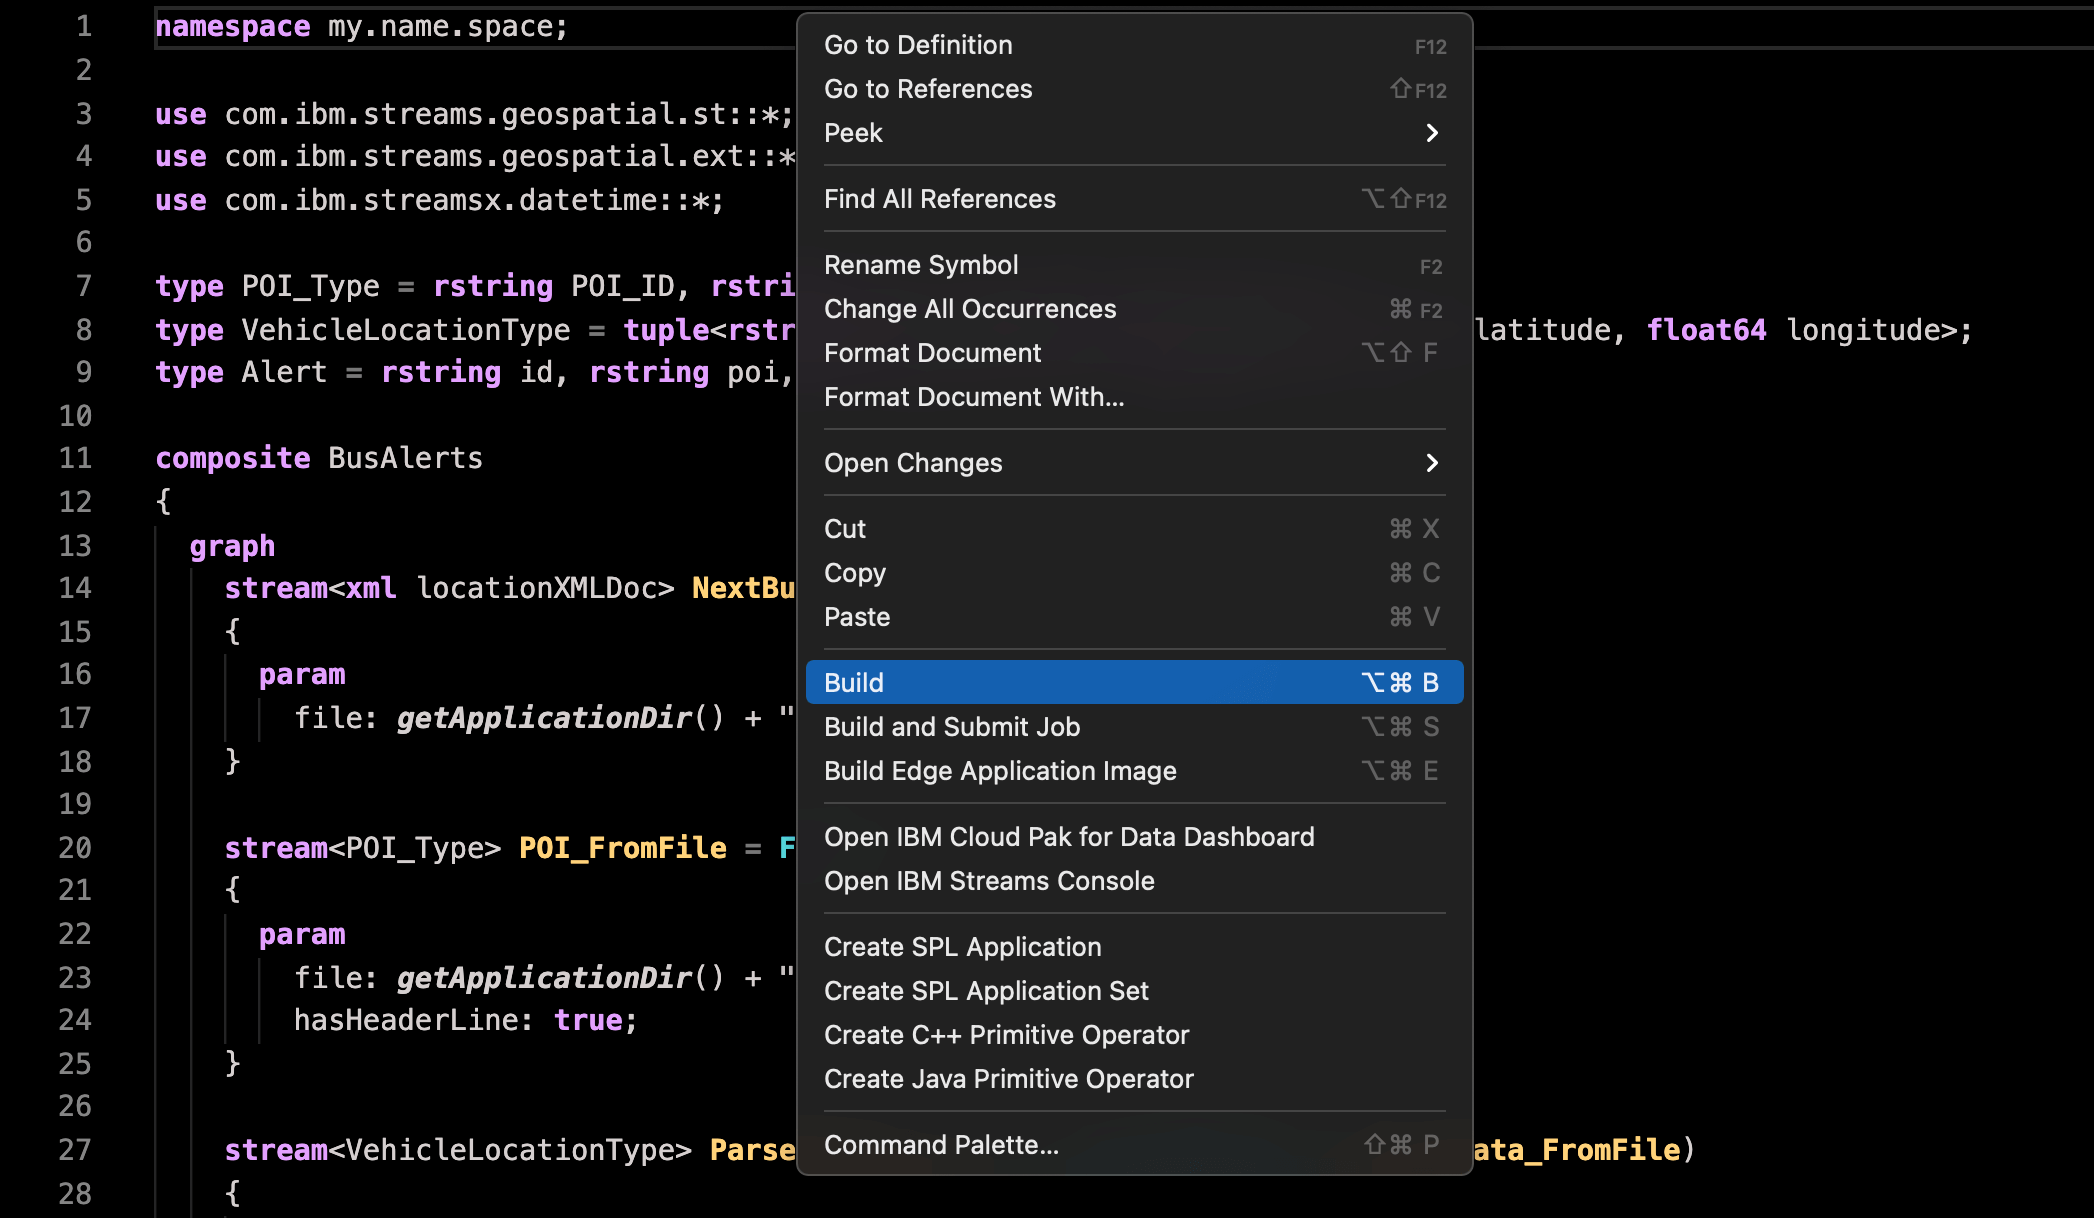 1 namespace my.name.space;
2
3 use com.ibm.streams.geospatial.st::*;
4 use com.ibm.streams.geospatial.ext::*
5 use com.ibm.streamsx.datetime::*;
6
7 type POI_Type = rstring POI_ID, rstri
8 type VehicleLocationType = tuple<rstr latitude, float64 longitude>;
9 type Alert = rstring id, rstring poi,
10
11 composite BusAlerts
12 {
13 graph
14 stream<xml locationXMLDoc> NextBu
15 {
16 param
17 file: getApplicationDir() + "
18 }
19
20 stream<POI_Type> POI_FromFile = F
21 {
22 param
23 file: getApplicationDir() + "
24 hasHeaderLine: true;
25 }
26
27 stream<VehicleLocationType> Parse ata_FromFile)
28 {
Go to Definition F12
Go to References ⇧F12
Peek
Find All References ⌥⇧F12
Rename Symbol F2
Change All Occurrences ⌘ F2
Format Document ⌥⇧ F
Format Document With...
Open Changes
Cut ⌘ X
Copy ⌘ C
Paste ⌘ V
Build ⌥⌘ B
Build and Submit Job ⌥⌘ S
Build Edge Application Image ⌥⌘ E
Open IBM Cloud Pak for Data Dashboard
Open IBM Streams Console
Create SPL Application
Create SPL Application Set
Create C++ Primitive Operator
Create Java Primitive Operator
Command Palette... ⇧⌘ P